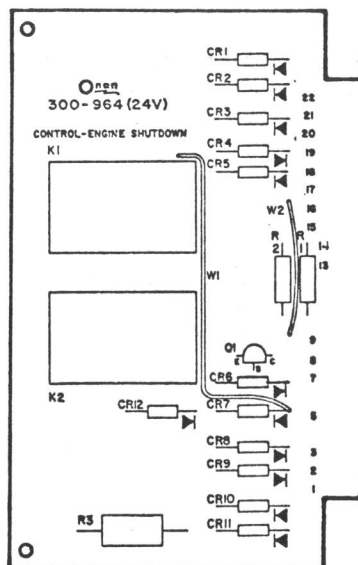 CR1
CR2
Onan
300-964 (24V)
22
CR3
21
20
CONTROL-ENGINE SHUTDOWN
CR4
19
K1
CR5
18
17
W2
16
15
R2
R1
14
13
W1
Q1
E
B
C
9
8
7
CR6
K2
CR12
CR7
5
CR8
3
CR9
2
1
CR10
R3
CR11